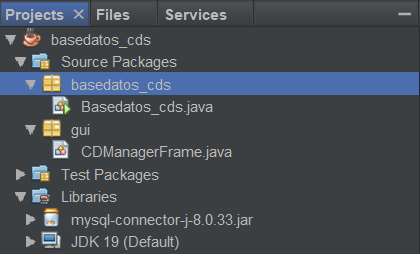 Projects Files Services
basedatos_cds
Source Packages
basedatos_cds
Basedatos_cds.java
gui
CDManagerFrame.java
Test Packages
Libraries
mysql-connector-j-8.0.33.jar
JDK 19 (Default)